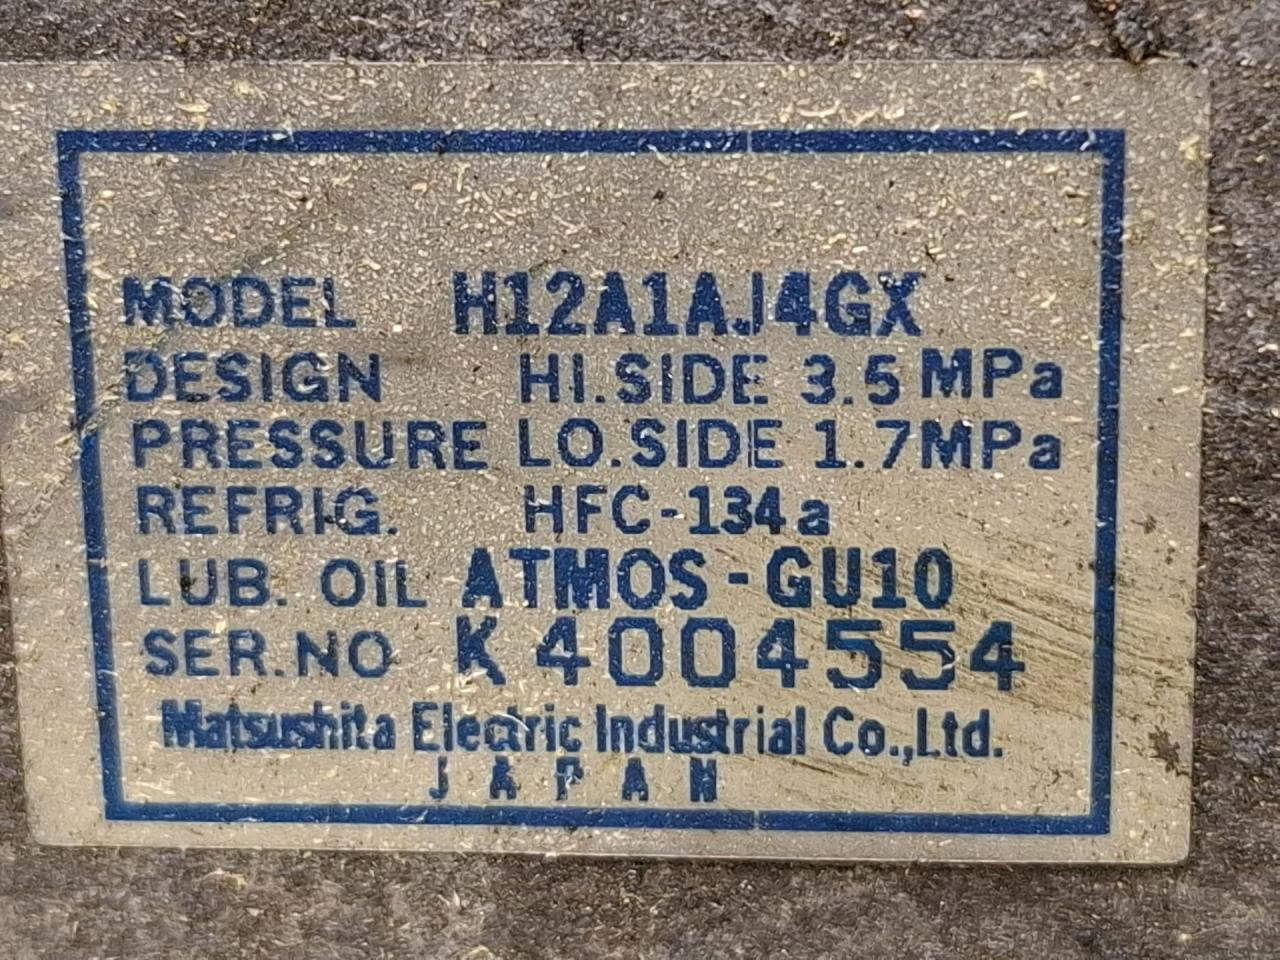 MODEL H12A1AJ4GX
DESIGN HI.SIDE 3.5 MPa
PRESSURE LO.SIDE 1.7MPa
REFRIG. HFC-134a
LUB. OIL ATMOS-GU10
SER.NO K4004554
Matsushita Electric Industrial Co.,Ltd.
JAPAN